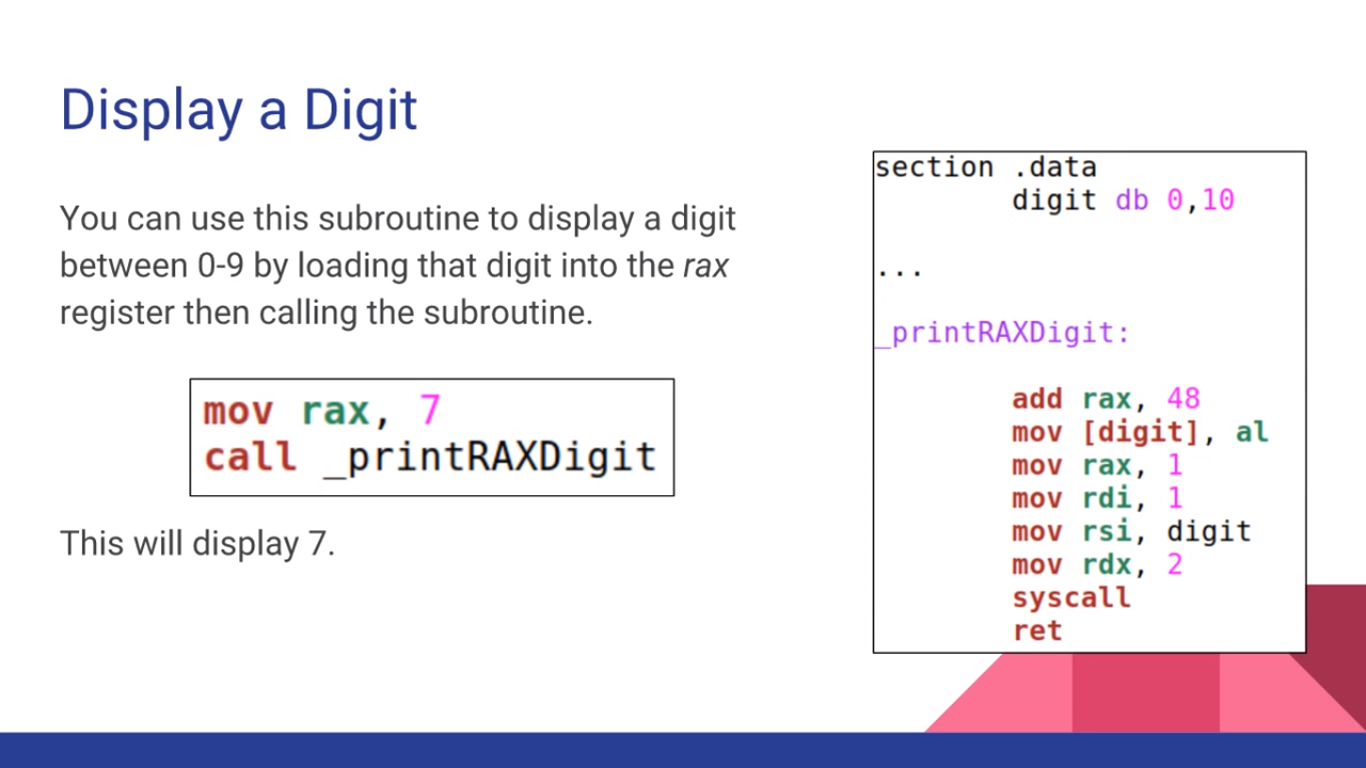 Display a Digit
You can use this subroutine to display a digit
between 0-9 by loading that digit into the rax
register then calling the subroutine.
mov rax, 7
call _printRAXDigit
This will display 7.
section .data
digit db 0,10
...
_printRAXDigit:
add rax, 48
mov [digit], al
mov rax, 1
mov rdi, 1
mov rsi, digit
mov rdx, 2
syscall
ret